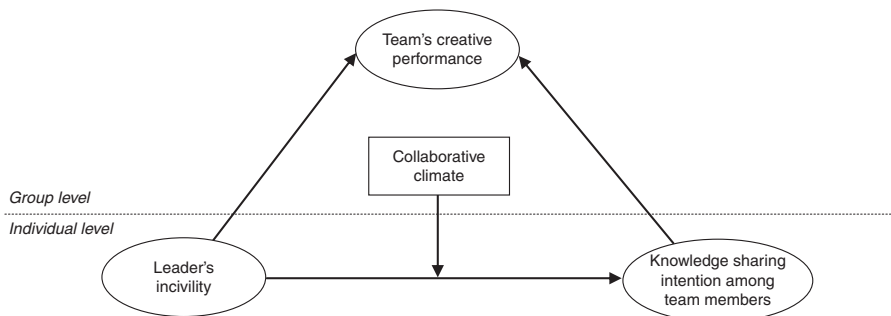 Team's creative
performance
Collaborative
climate
Group level
Individual level
Leader's
incivility
Knowledge sharing
intention among
team members